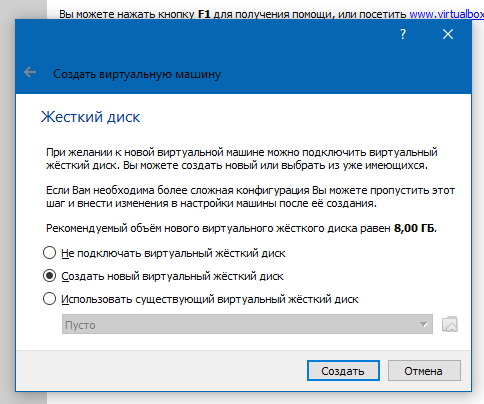 Вы можете нажать кнопку F1 для получения помощи, или посетить www.virtualbox
?
Создать виртуальную машину
Жесткий диск
При желании к новой виртуальной машине можно подключить виртуальный
жёсткий диск. Вы можете создать новый или выбрать из уже имеющихся.
Если Вам необходима более сложная конфигурация Вы можете пропустить этот
шаг и внести изменения в настройки машины после её создания.
Рекомендуемый объём нового виртуального жёсткого диска равен 8,00 ГБ.
Не подключать виртуальный жёсткий диск
Создать новый виртуальный жёсткий диск
Использовать существующий виртуальный жёсткий диск
Пусто
Создать
Отмена